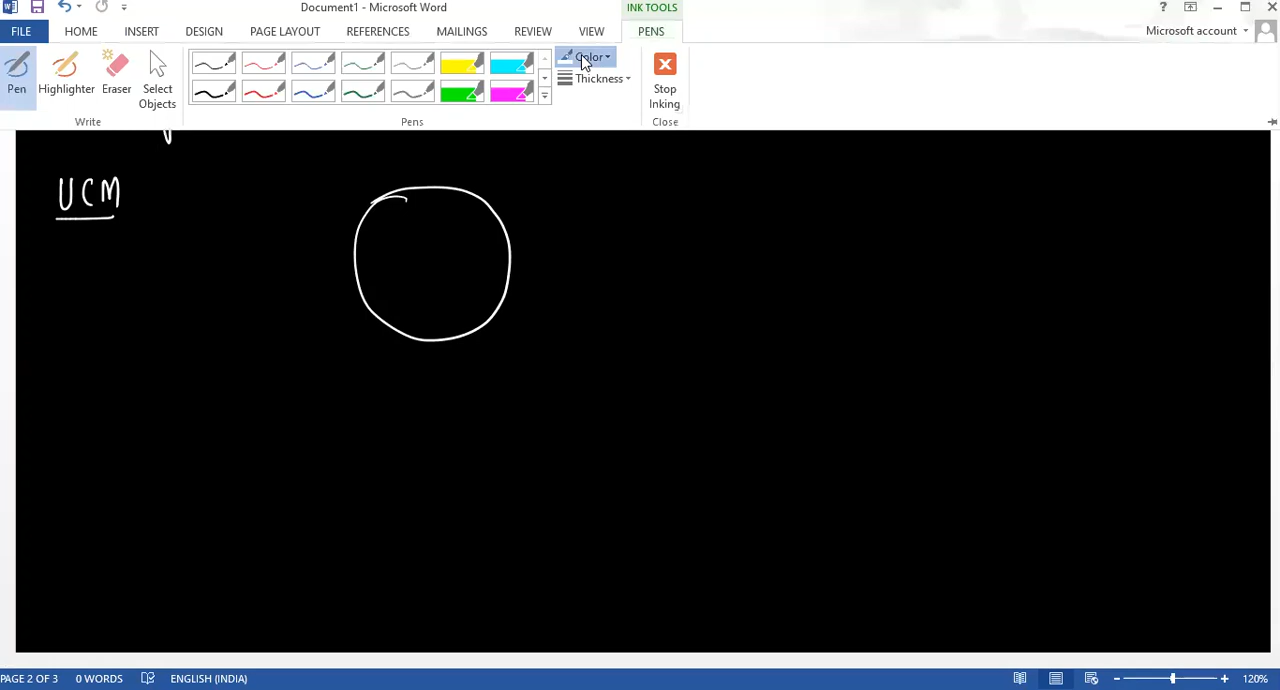 Document1 - Microsoft Word
INK TOOLS
FILE HOME INSERT DESIGN PAGE LAYOUT REFERENCES MAILINGS REVIEW VIEW PENS Microsoft account
Pen Highlighter Eraser Select Objects
Color
Thickness
Stop Inking
Write Pens Close
UCM
PAGE 2 OF 3 0 WORDS ENGLISH (INDIA) 120%